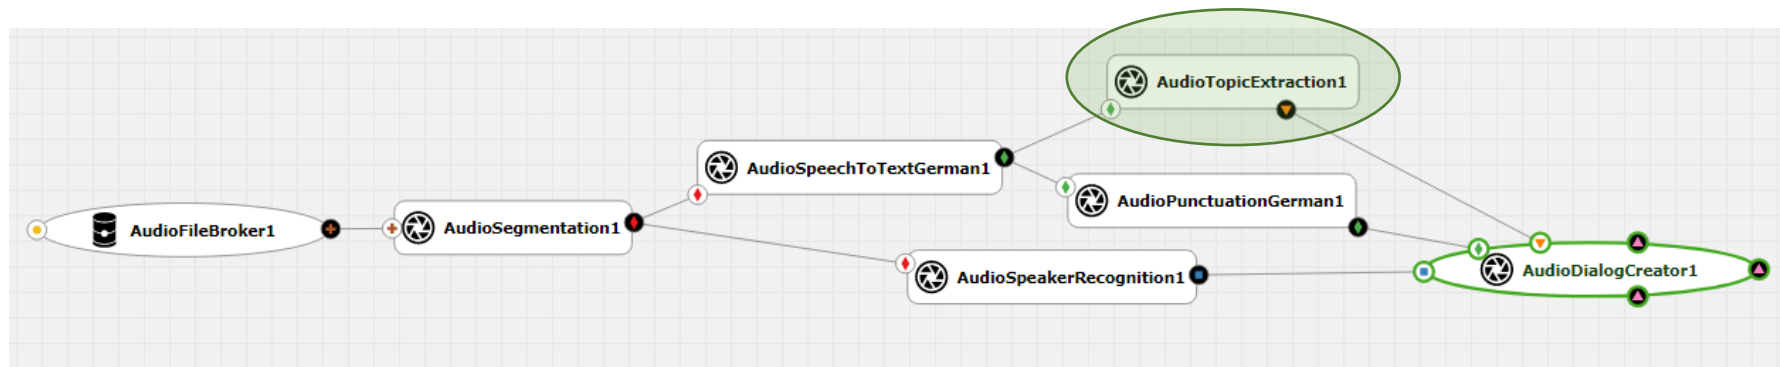 AudioTopicExtraction1
AudioSpeechToTextGerman1
AudioPunctuationGerman1
AudioFileBroker1
AudioSegmentation1
AudioSpeakerRecognition1
AudioDialogCreator1